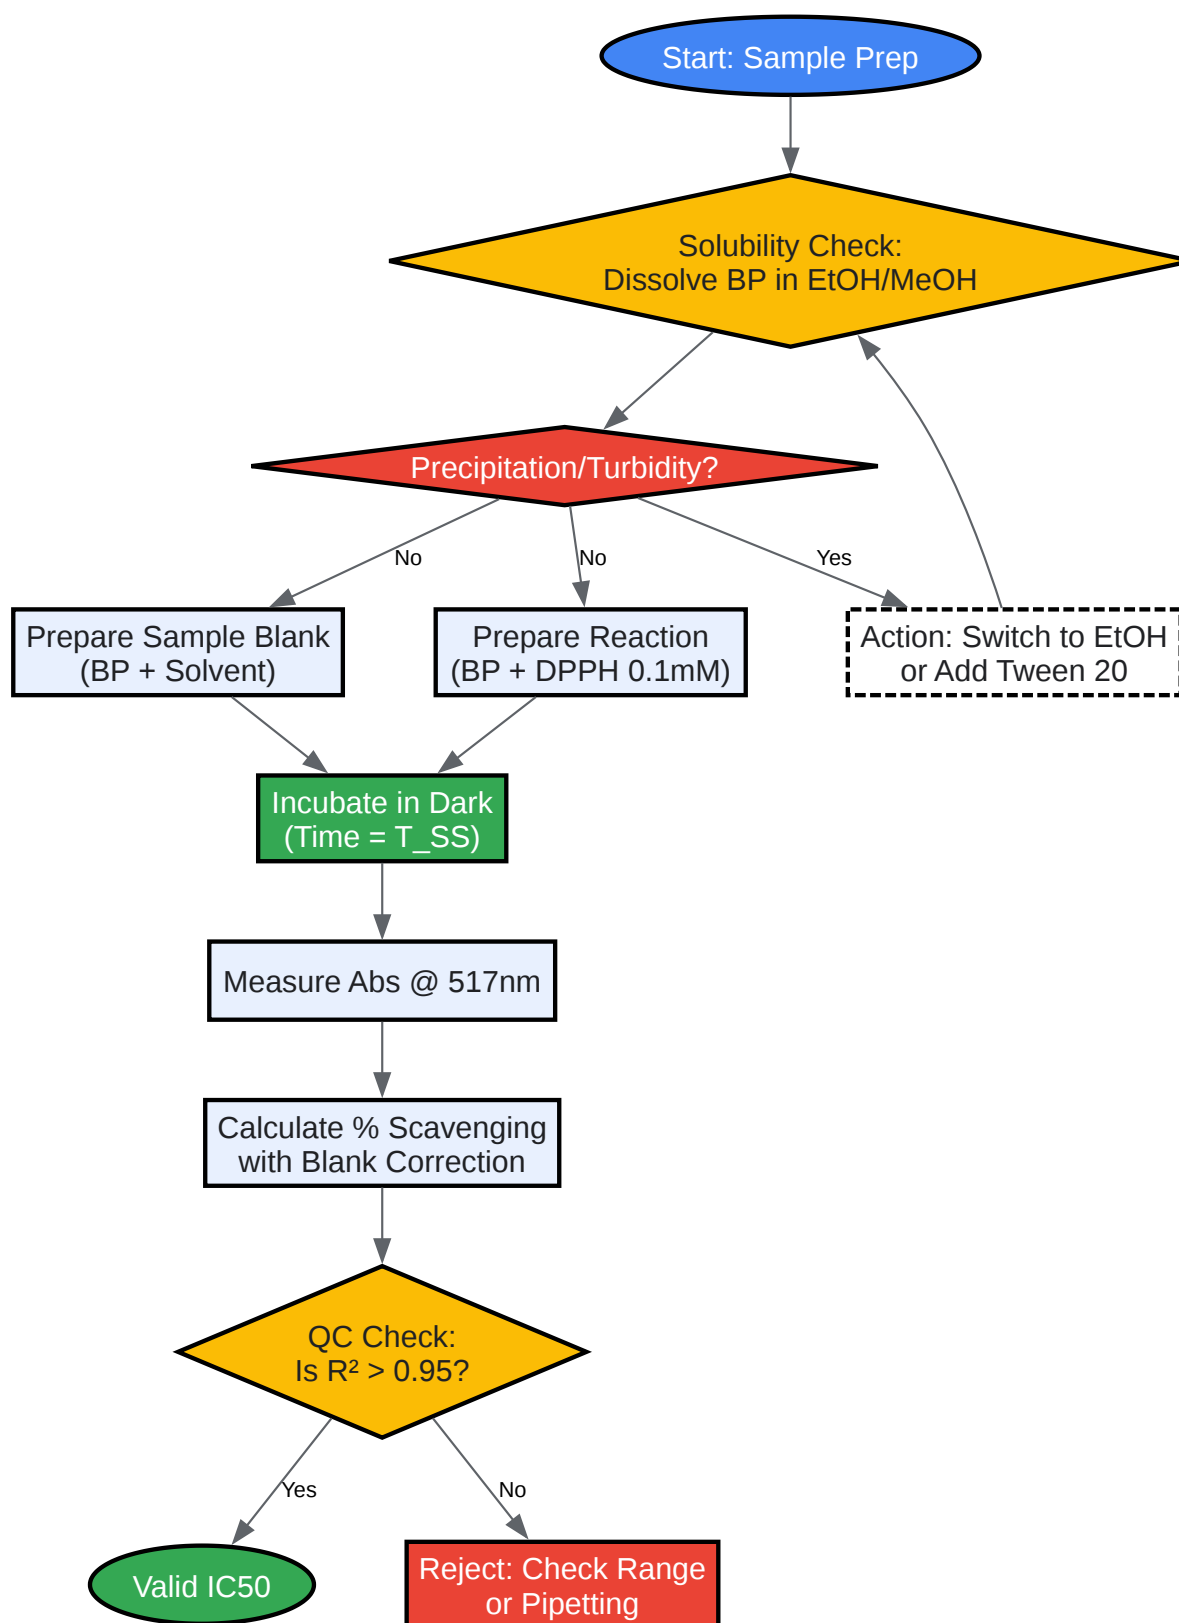 Start: Sample Prep
Solubility Check:
Dissolve BP in EtOH/MeOH
Precipitation/Turbidity?
No
No
Yes
Prepare Sample Blank
(BP + Solvent)
Prepare Reaction
(BP + DPPH 0.1mM)
Action: Switch to EtOH
or Add Tween 20
Incubate in Dark
(Time = T_SS)
Measure Abs @ 517nm
Calculate % Scavenging
with Blank Correction
QC Check:
Is R² > 0.95?
Yes
No
Valid IC50
Reject: Check Range
or Pipetting